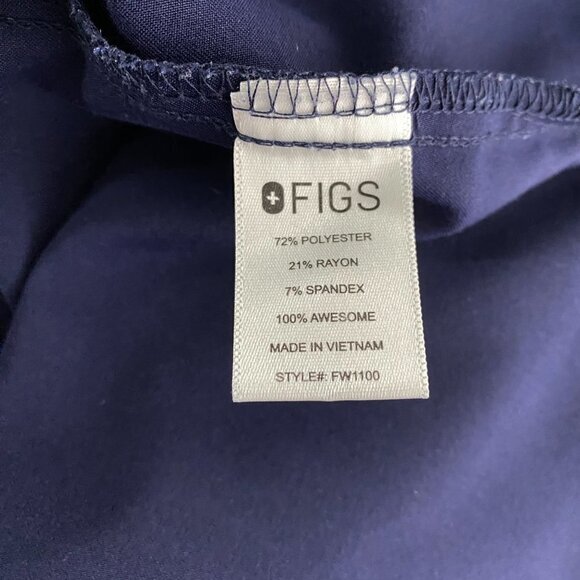 FIGS
72% POLYESTER
21% RAYON
7% SPANDEX
100% AWESOME
MADE IN VIETNAM
STYLE#: FW1100